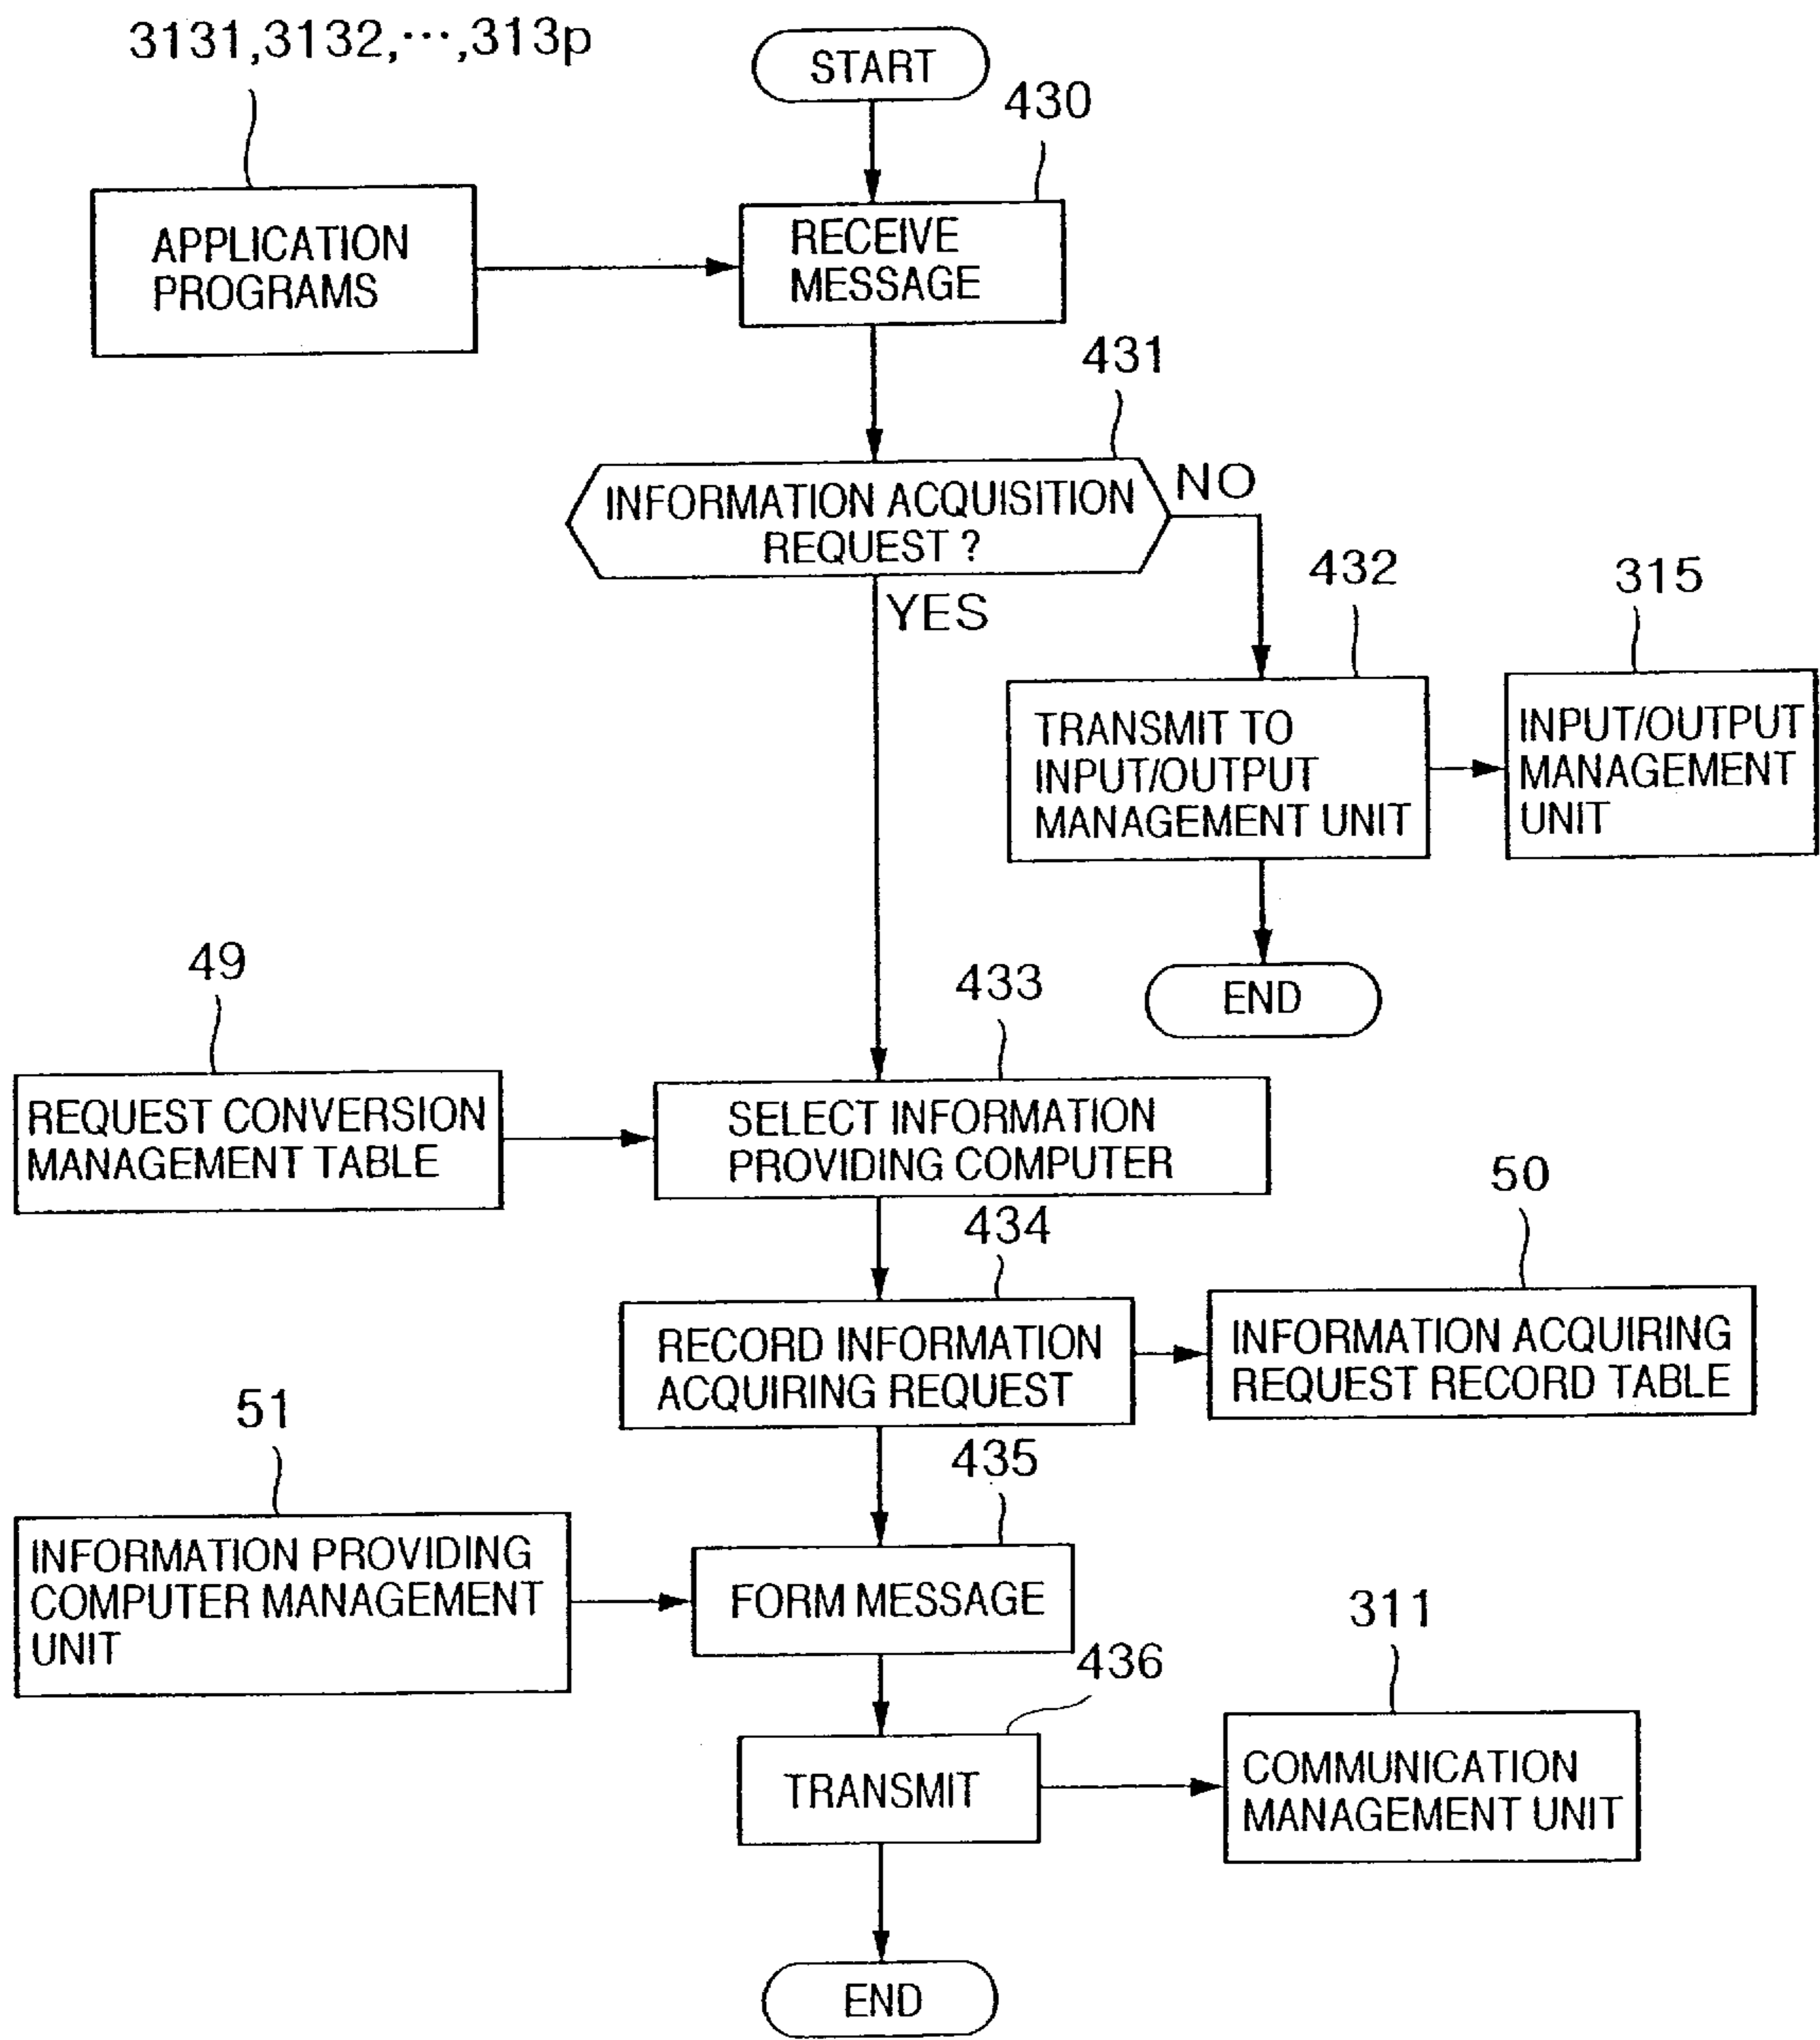 3131,3132,···,313p
START
430
APPLICATION
PROGRAMS
RECEIVE
MESSAGE
431
INFORMATION ACQUISITION
REQUEST ?
NO
YES
432
315
TRANSMIT TO
INPUT/OUTPUT
MANAGEMENT UNIT
INPUT/OUTPUT
MANAGEMENT
UNIT
END
49
433
REQUEST CONVERSION
MANAGEMENT TABLE
SELECT INFORMATION
PROVIDING COMPUTER
434
50
RECORD INFORMATION
ACQUIRING REQUEST
INFORMATION ACQUIRING
REQUEST RECORD TABLE
51
435
INFORMATION PROVIDING
COMPUTER MANAGEMENT
UNIT
FORM MESSAGE
436
311
TRANSMIT
COMMUNICATION
MANAGEMENT UNIT
END